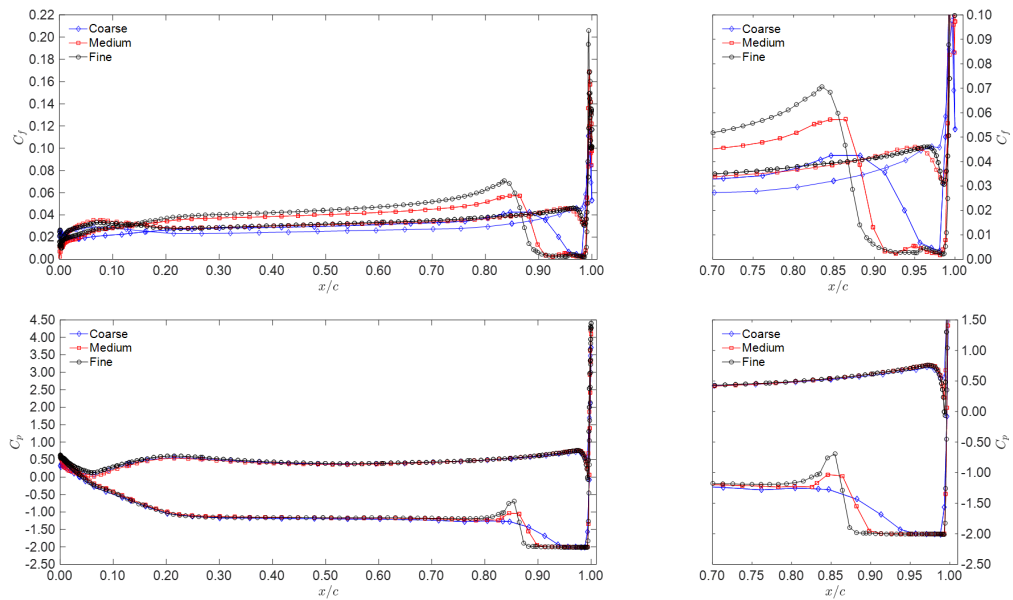 0.22
0.20
0.18
0.16
0.14
0.12
0.10
0.08
0.06
0.04
0.02
0.00
C_f
Coarse
Medium
Fine
0.00 0.10 0.20 0.30 0.40 0.50 0.60 0.70 0.80 0.90 1.00
x/c
Coarse
Medium
Fine
0.10
0.09
0.08
0.07
0.06
0.05
0.04
0.03
0.02
0.01
0.00
C_f
0.70 0.75 0.80 0.85 0.90 0.95 1.00
x/c
4.50
4.00
3.50
3.00
2.50
2.00
1.50
1.00
0.50
0.00
-0.50
-1.00
-1.50
-2.00
-2.50
C_p
Coarse
Medium
Fine
0.00 0.10 0.20 0.30 0.40 0.50 0.60 0.70 0.80 0.90 1.00
x/c
Coarse
Medium
Fine
1.50
1.00
0.50
0.00
-0.50
-1.00
-1.50
-2.00
-2.50
C_p
0.70 0.75 0.80 0.85 0.90 0.95 1.00
x/c